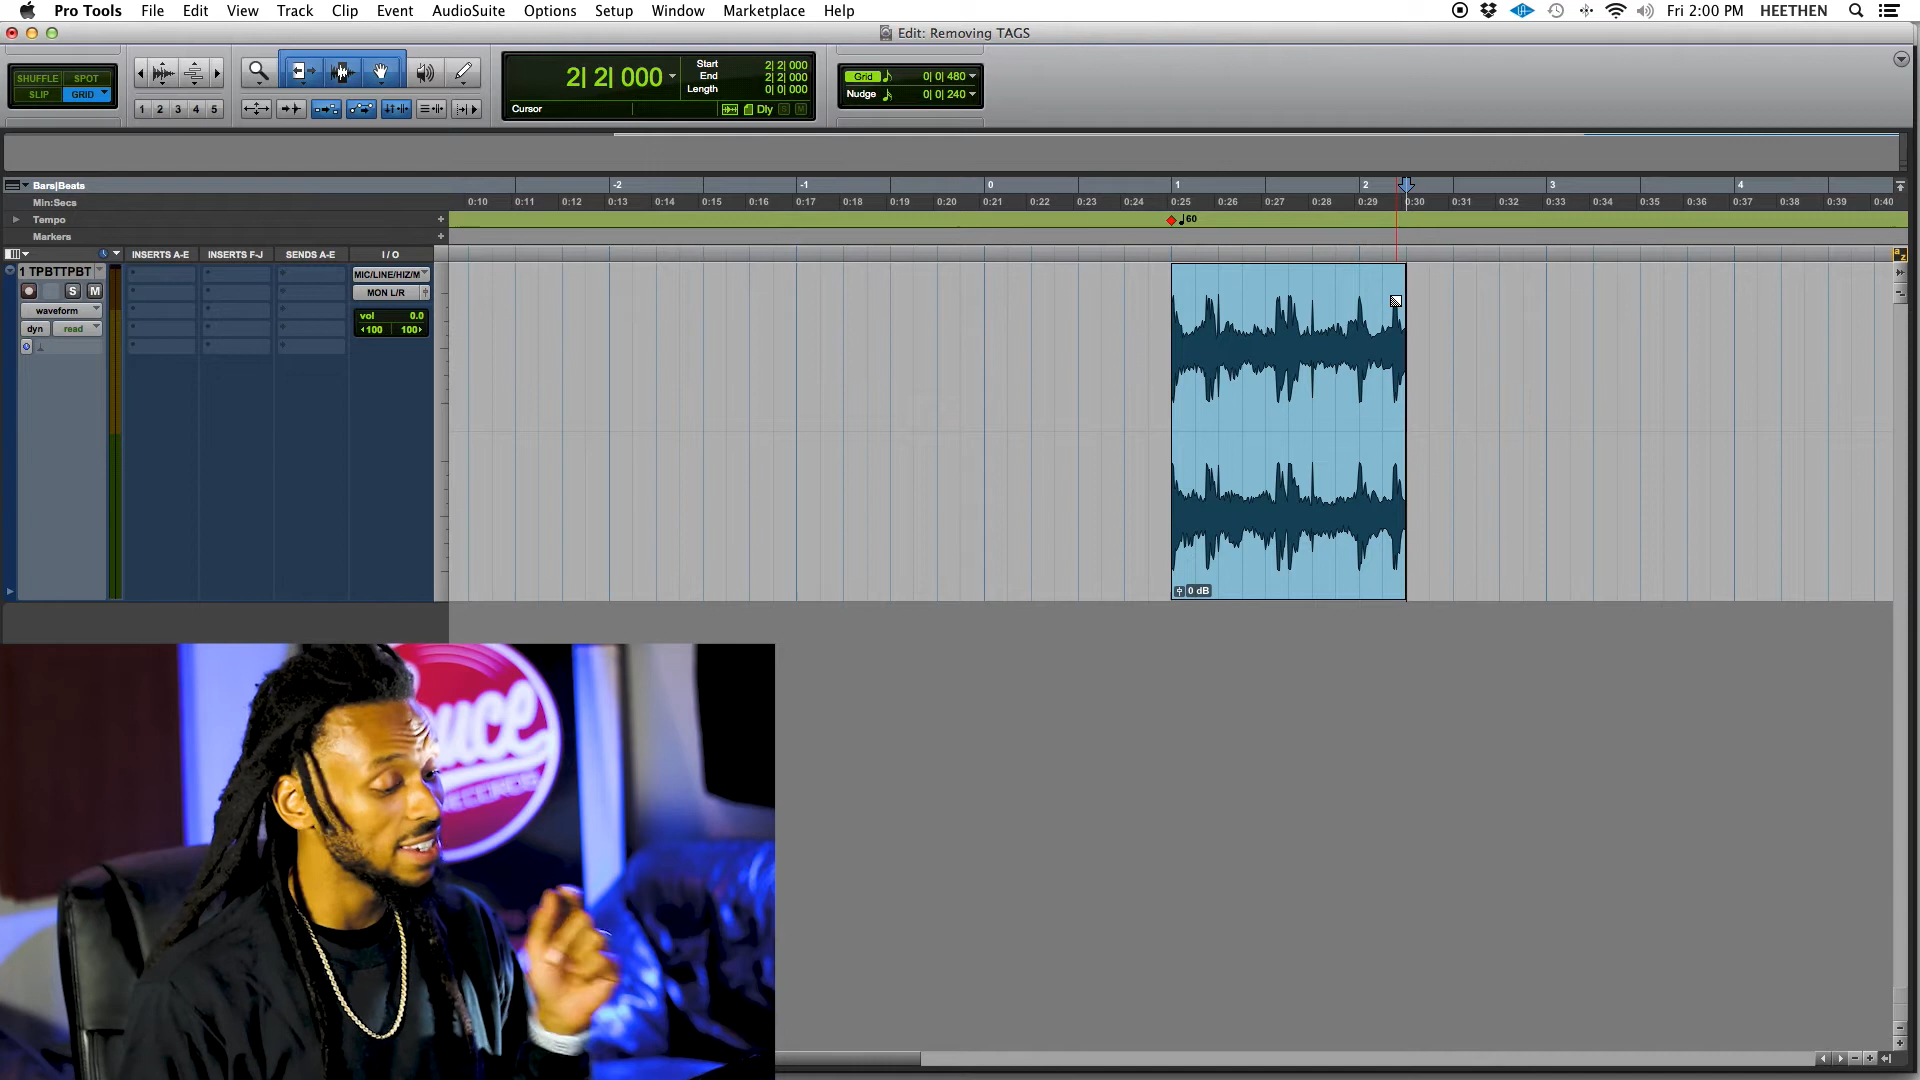 Pro Tools File Edit View Track Clip Event AudioSuite Options Setup Window Marketplace Help Fri 2:00 PM HEETHEN
Edit: Removing TAGS
SHUFFLE SPOT
SLIP GRID
1 2 3 4 5
2| 2| 000
Start 2| 2| 000
End 2| 2| 000
Length 0| 0| 000
Cursor Dly S M
Grid 0| 0| 480
Nudge 0| 0| 240
Bars|Beats -2 -1 0 1 2 3 4
Min:Secs 0:10 0:11 0:12 0:13 0:14 0:15 0:16 0:17 0:18 0:19 0:20 0:21 0:22 0:23 0:24 0:25 0:26 0:27 0:28 0:29 0:30 0:32 0:33 0:34 0:35 0:36 0:37 0:38 0:39 0:40
Tempo 60
Markers
INSERTS A-E INSERTS F-J SENDS A-E I / O
1 TPBTTPBT
S M
MIC/LINE/HIZ/M
MON L/R
waveform
vol 0.0
100 100
dyn read
0 dB